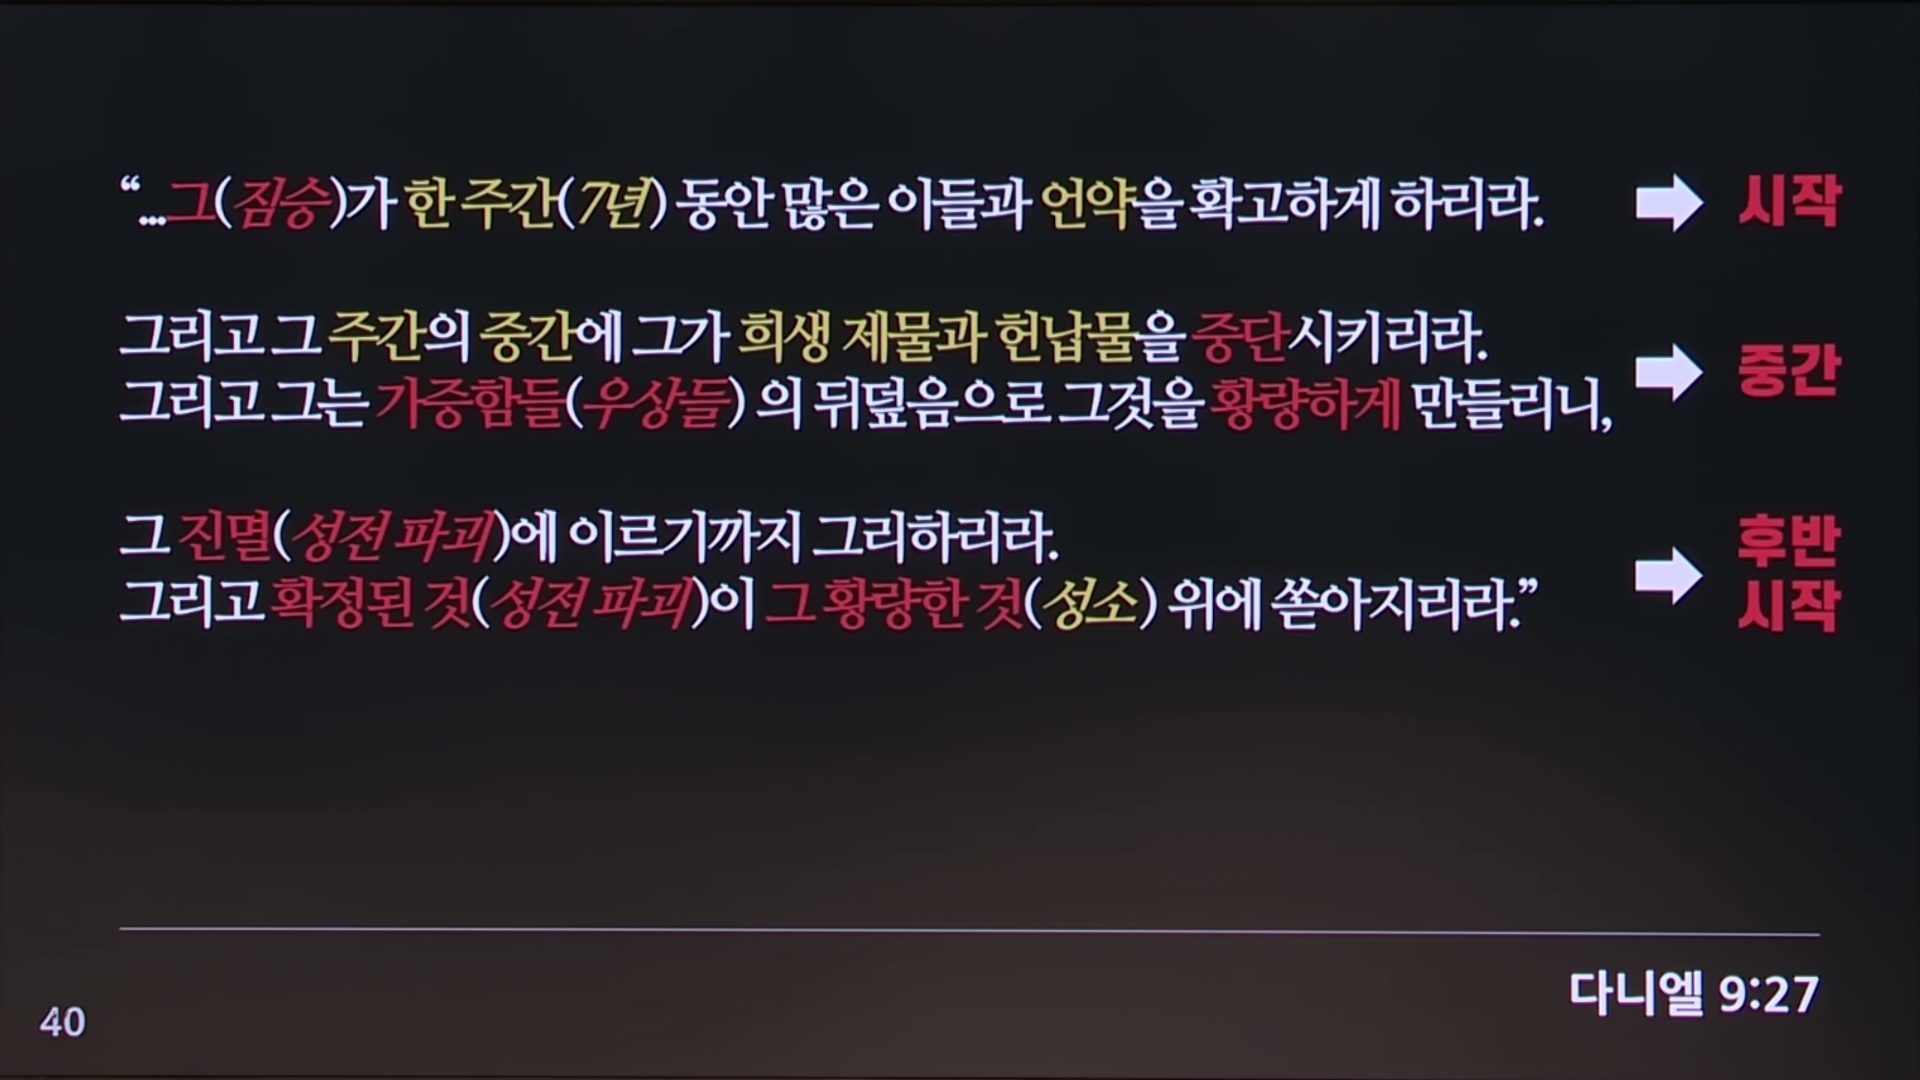 “...그(짐승)가 한 주간(7년) 동안 많은 이들과 언약을 확고하게 하리라.
시작
그리고 그 주간의 중간에 그가 희생 제물과 헌납물을 중단시키리라.
그리고 그는 가증함들(우상들) 의 뒤덮음으로 그것을 황량하게 만들리니,
중간
그 진멸(성전 파괴)에 이르기까지 그리하리라.
그리고 확정된 것(성전 파괴)이 그 황량한 것(성소) 위에 쏟아지리라.”
후반
시작
다니엘 9:27
40